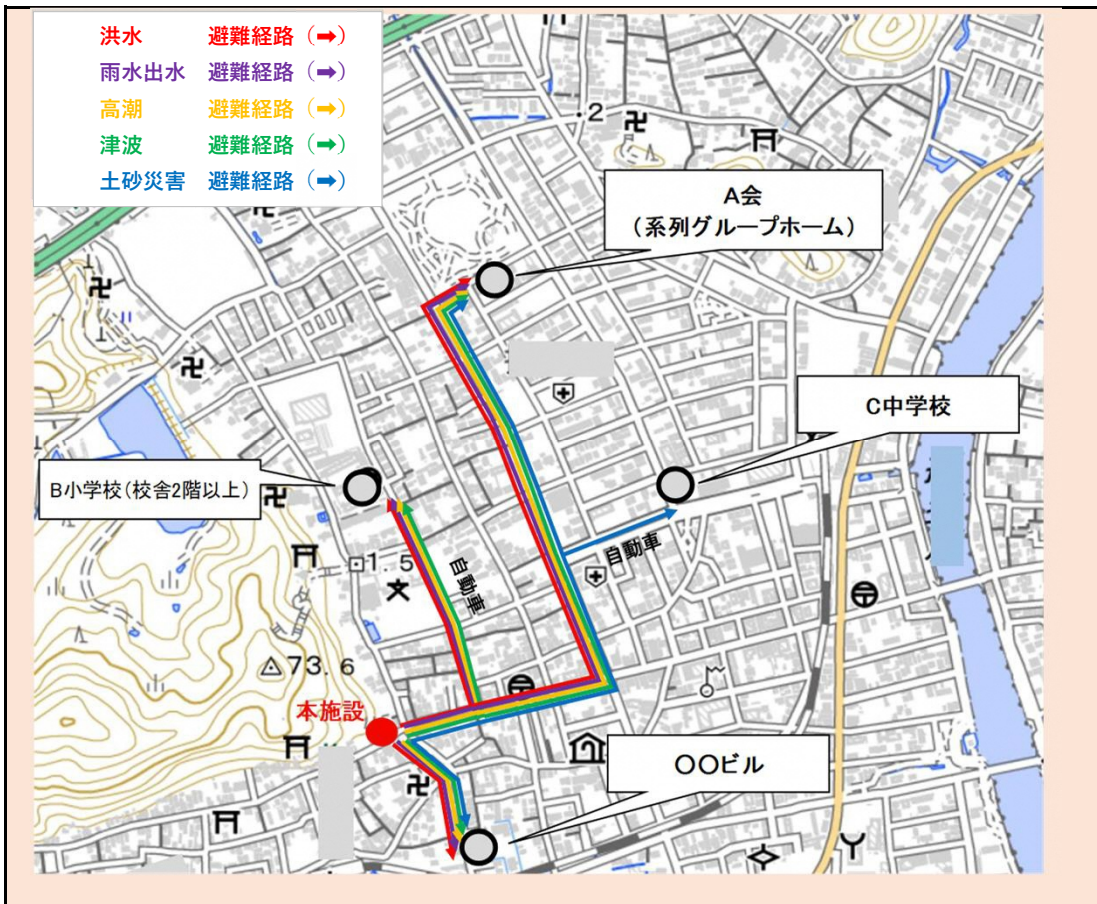 洪水 避難経路（➡）
雨水出水 避難経路（➡）
高潮 避難経路（➡）
津波 避難経路（➡）
土砂災害 避難経路（➡）
.2
A会
（系列グループホーム）
C中学校
B小学校（校舎2階以上）
1.5
自動車
自動車
73.6
本施設
〇〇ビル